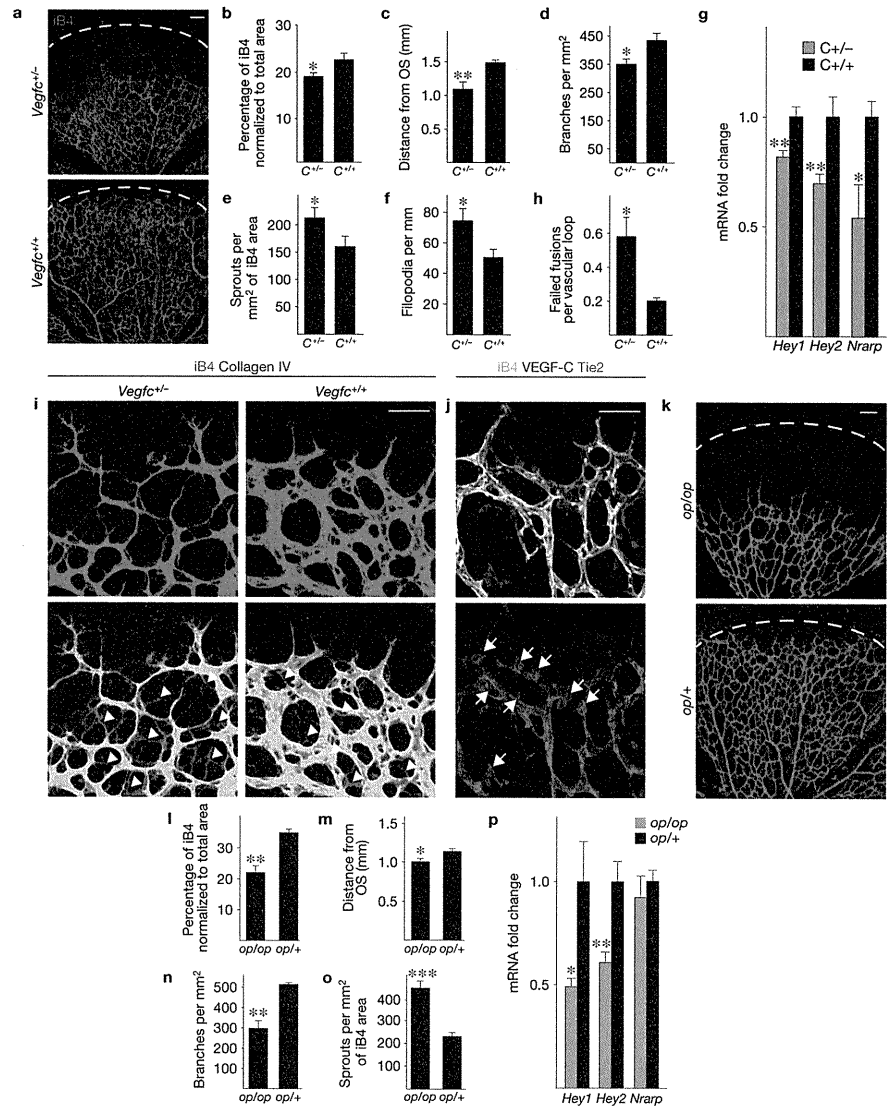 a
iB4
Vegfc+/–
Vegfc+/+
b
Percentage of iB4
normalized to total area
30
20
10
*
C+/– C+/+
c
Distance from OS (mm)
1.5
1.0
0.5
**
C+/– C+/+
d
Branches per mm2
450
350
250
150
50
*
C+/– C+/+
e
Sprouts per
mm2 of iB4 area
200
150
100
50
*
C+/– C+/+
f
Filopodia per mm
80
60
40
20
*
C+/– C+/+
h
Failed fusions
per vascular loop
0.6
0.4
0.2
*
C+/– C+/+
g
C+/–
C+/+
mRNA fold change
1.0
0.5
** ** *
Hey1 Hey2 Nrarp
iB4 Collagen IV
Vegfc+/– Vegfc+/+
i
iB4 VEGF-C Tie2
j
k
op/op
op/+
l
Percentage of iB4
normalized to total area
30
20
10
**
op/op op/+
m
Distance from
OS (mm)
1.5
1.0
0.5
*
op/op op/+
n
Branches per mm2
500
400
300
200
100
**
op/op op/+
o
Sprouts per mm2
of iB4 area
400
300
200
100
***
op/op op/+
p
op/op
op/+
mRNA fold change
1.0
0.5
* **
Hey1 Hey2 Nrarp